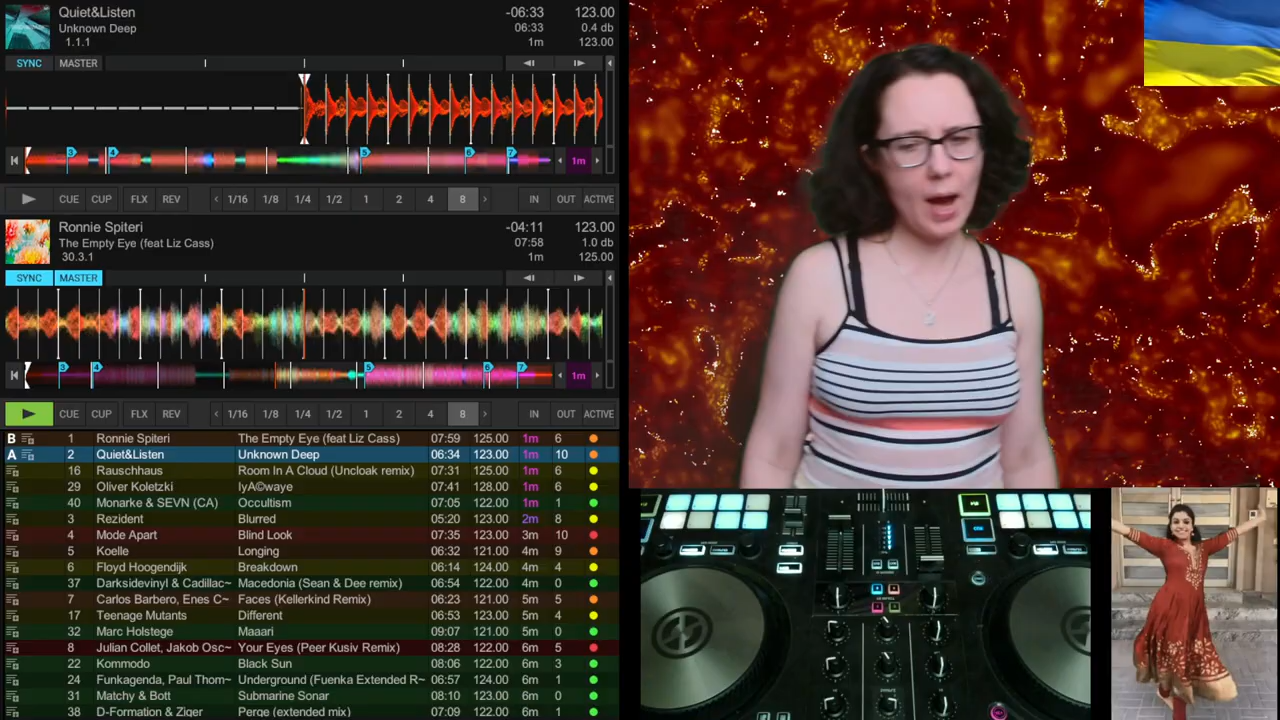 Quiet&Listen -06:33 123.00
Unknown Deep 06:33 0.4 db
1.1.1 1m 123.00
SYNC MASTER
3 4 5 6 7 1m
CUE CUP FLX REV 1/16 1/8 1/4 1/2 1 2 4 8 IN OUT ACTIVE
Ronnie Spiteri -04:11 123.00
The Empty Eye (feat Liz Cass) 07:58 1.0 db
30.3.1 1m 125.00
SYNC MASTER
3 4 5 6 7 1m
CUE CUP FLX REV 1/16 1/8 1/4 1/2 1 2 4 8 IN OUT ACTIVE
B 1 Ronnie Spiteri The Empty Eye (feat Liz Cass) 07:59 125.00 1m 6
A 2 Quiet&Listen Unknown Deep 06:34 123.00 1m 10
16 Rauschhaus Room In A Cloud (Uncloak remix) 07:31 125.00 1m 6
29 Oliver Koletzki IyÃ©waye 07:41 128.00 1m 6
40 Monarke & SEVN (CA) Occultism 07:05 122.00 1m 1
3 Rezident Blurred 05:20 123.00 2m 8
4 Mode Apart Blind Look 07:35 123.00 3m 10
5 Koelle Longing 06:32 121.00 4m 9
6 Floyd Hoogendijk Breakdown 06:14 124.00 4m 4
37 Darksidevinyl & Cadillac~ Macedonia (Sean & Dee remix) 06:54 122.00 4m 0
7 Carlos Barberg, Enes C~ Faces (Kellerkind Remix) 06:23 121.00 5m 5
17 Teenage Mutants Different 06:53 123.00 5m 4
32 Marc Holstege Maaari 09:07 121.00 5m 0
8 Julian Collet, Jakob Osc~ Your Eyes (Peer Kusiv Remix) 08:28 122.00 6m 5
22 Kommodo Black Sun 08:06 122.00 6m 3
24 Funkagenda, Paul Thom~ Underground (Fuenka Extended R~ 06:57 124.00 6m 1
31 Matchy & Bott Submarine Sonar 08:10 123.00 6m 0
38 D-Formation & Ziger Perge (extended mix) 07:09 122.00 6m 1